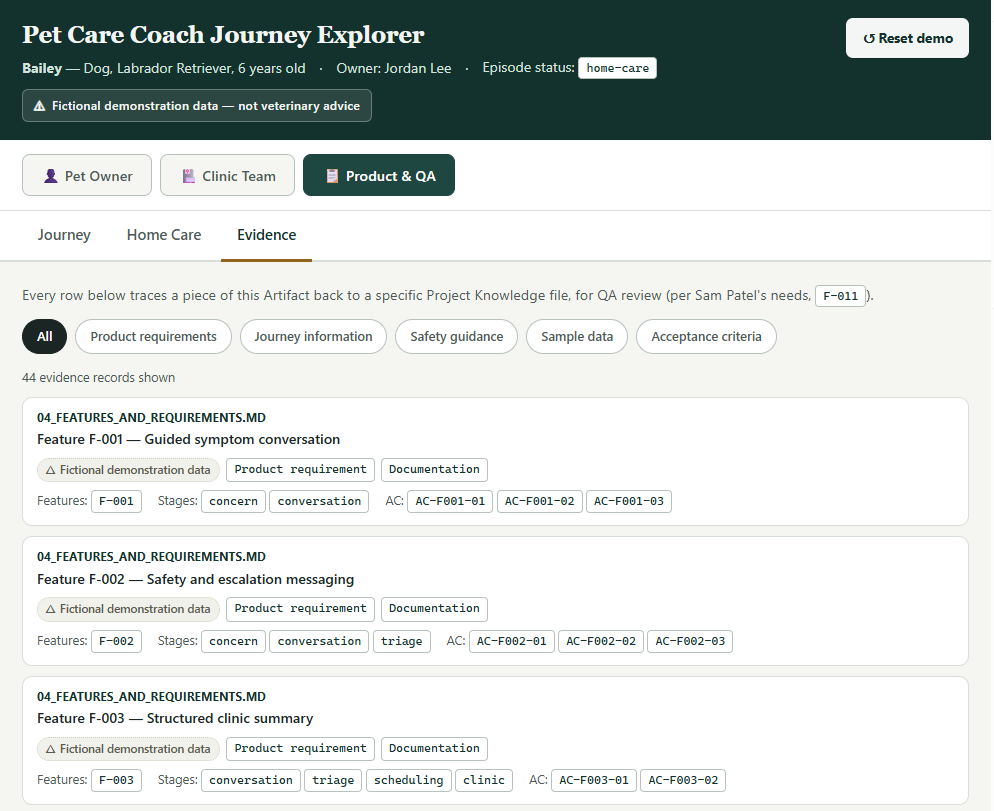 Pet Care Coach Journey Explorer
↺ Reset demo
Bailey — Dog, Labrador Retriever, 6 years old · Owner: Jordan Lee · Episode status: home-care
⚠ Fictional demonstration data — not veterinary advice
Pet Owner
Clinic Team
Product & QA
Journey
Home Care
Evidence
Every row below traces a piece of this Artifact back to a specific Project Knowledge file, for QA review (per Sam Patel's needs, F-011).
All
Product requirements
Journey information
Safety guidance
Sample data
Acceptance criteria
44 evidence records shown
04_FEATURES_AND_REQUIREMENTS.MD
Feature F-001 — Guided symptom conversation
△ Fictional demonstration data Product requirement Documentation
Features: F-001 Stages: concern conversation AC: AC-F001-01 AC-F001-02 AC-F001-03
04_FEATURES_AND_REQUIREMENTS.MD
Feature F-002 — Safety and escalation messaging
△ Fictional demonstration data Product requirement Documentation
Features: F-002 Stages: concern conversation triage AC: AC-F002-01 AC-F002-02 AC-F002-03
04_FEATURES_AND_REQUIREMENTS.MD
Feature F-003 — Structured clinic summary
△ Fictional demonstration data Product requirement Documentation
Features: F-003 Stages: conversation triage scheduling clinic AC: AC-F003-01 AC-F003-02